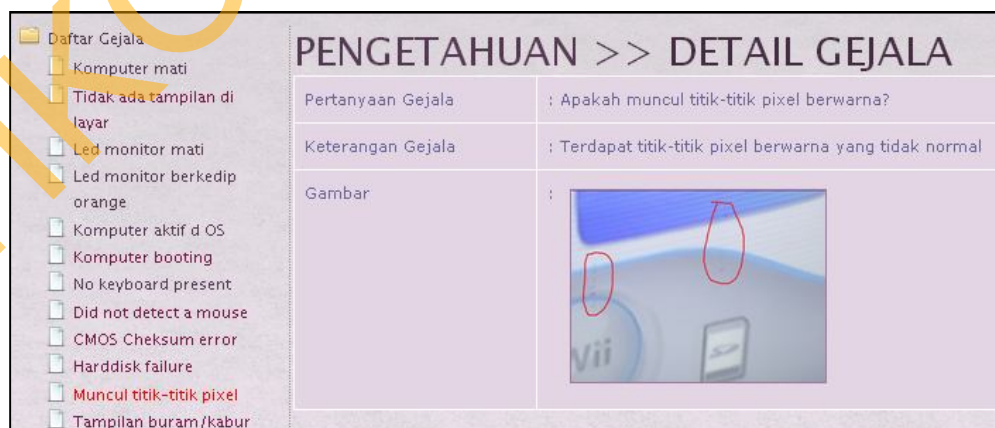 Daftar Gejala
Komputer mati
Tidak ada tampilan di
layar
Led monitor mati
Led monitor berkedip
orange
Komputer aktif d OS
Komputer booting
No keyboard present
Did not detect a mouse
CMOS Cheksum error
Harddisk failure
Muncul titik-titik pixel
Tampilan buram/kabur
PENGETAHUAN >> DETAIL GEJALA
Pertanyaan Gejala : Apakah muncul titik-titik pixel berwarna?
Keterangan Gejala : Terdapat titik-titik pixel berwarna yang tidak normal
Gambar :
Wii